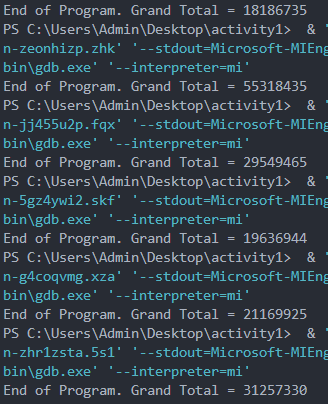 End of Program. Grand Total = 18186735
PS C:\Users\Admin\Desktop\activity1>  & '
n-zeonhizp.zhk' '--stdout=Microsoft-MIEng
bin\gdb.exe' '--interpreter=mi'
End of Program. Grand Total = 55318435
PS C:\Users\Admin\Desktop\activity1>  & '
n-jj455u2p.fqx' '--stdout=Microsoft-MIEng
bin\gdb.exe' '--interpreter=mi'
End of Program. Grand Total = 29549465
PS C:\Users\Admin\Desktop\activity1>  & '
n-5gz4ywi2.skf' '--stdout=Microsoft-MIEng
bin\gdb.exe' '--interpreter=mi'
End of Program. Grand Total = 19636944
PS C:\Users\Admin\Desktop\activity1>  & '
n-g4coqvmg.xza' '--stdout=Microsoft-MIEng
bin\gdb.exe' '--interpreter=mi'
End of Program. Grand Total = 21169925
PS C:\Users\Admin\Desktop\activity1>  & '
n-zhr1zsta.5s1' '--stdout=Microsoft-MIEng
bin\gdb.exe' '--interpreter=mi'
End of Program. Grand Total = 31257330